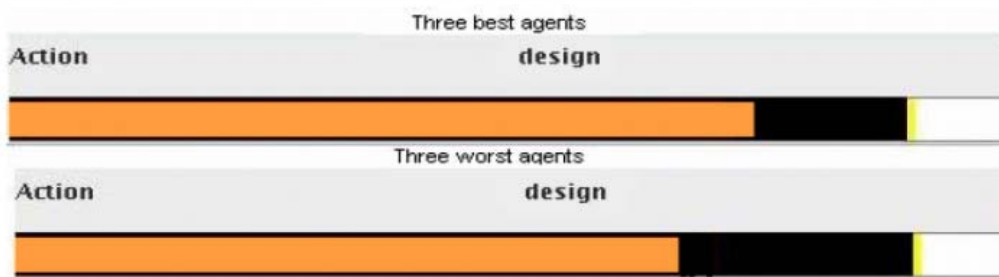 Three best agents
Action design
Three worst agents
Action design